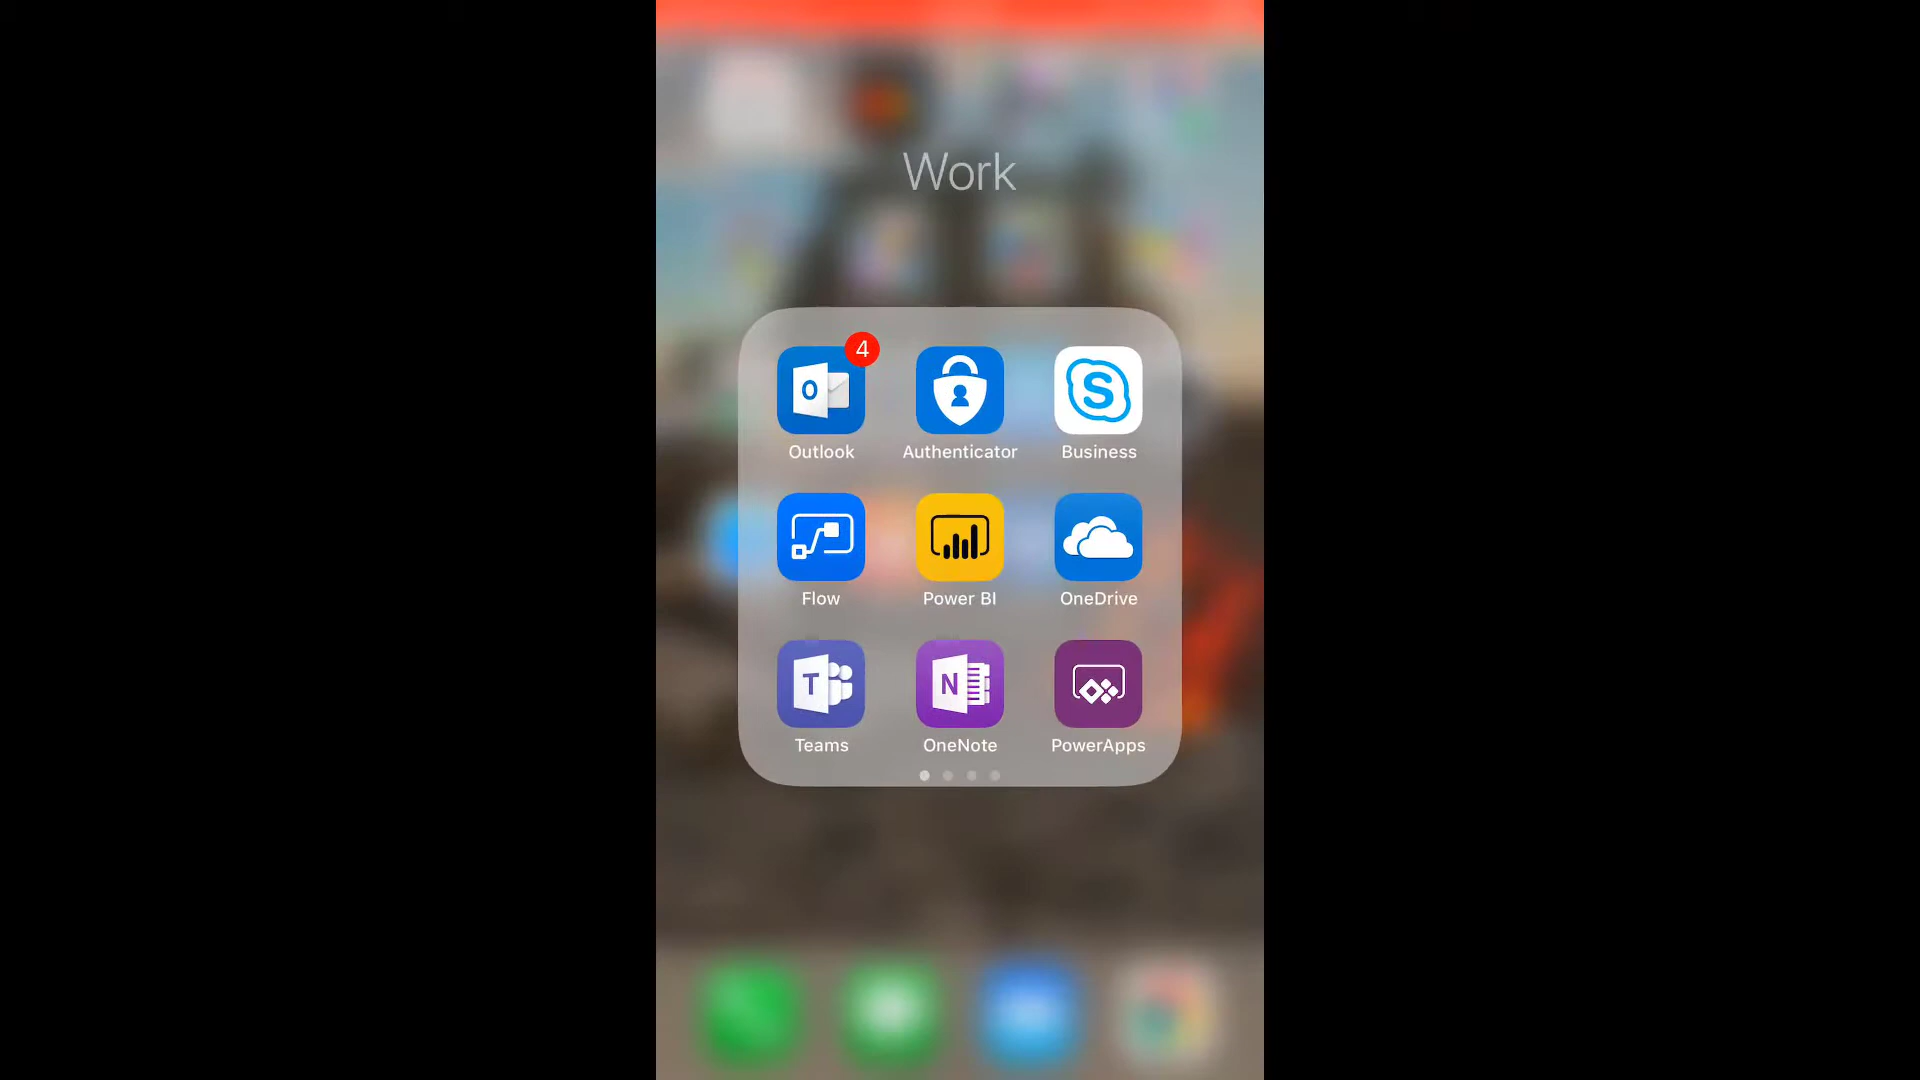 Work
4
Outlook
Authenticator
Business
Flow
Power BI
OneDrive
Teams
OneNote
PowerApps